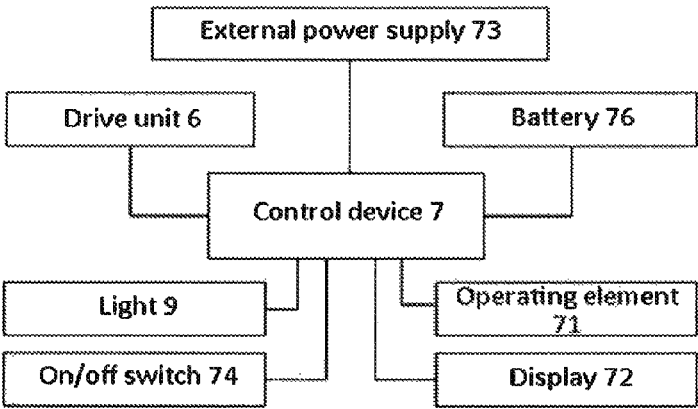 External power supply 73
Drive unit 6
Battery 76
Control device 7
Light 9
Operating element
71
On/off switch 74
Display 72